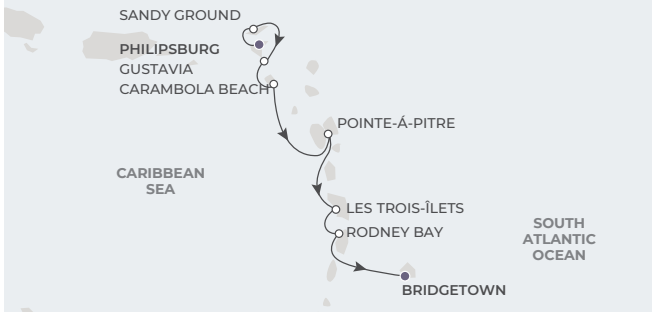 SANDY GROUND
PHILIPSBURG
GUSTAVIA
CARAMBOLA BEACH
POINTE-Á-PITRE
CARIBBEAN
SEA
LES TROIS-ÎLETS
RODNEY BAY
SOUTH
ATLANTIC
OCEAN
BRIDGETOWN